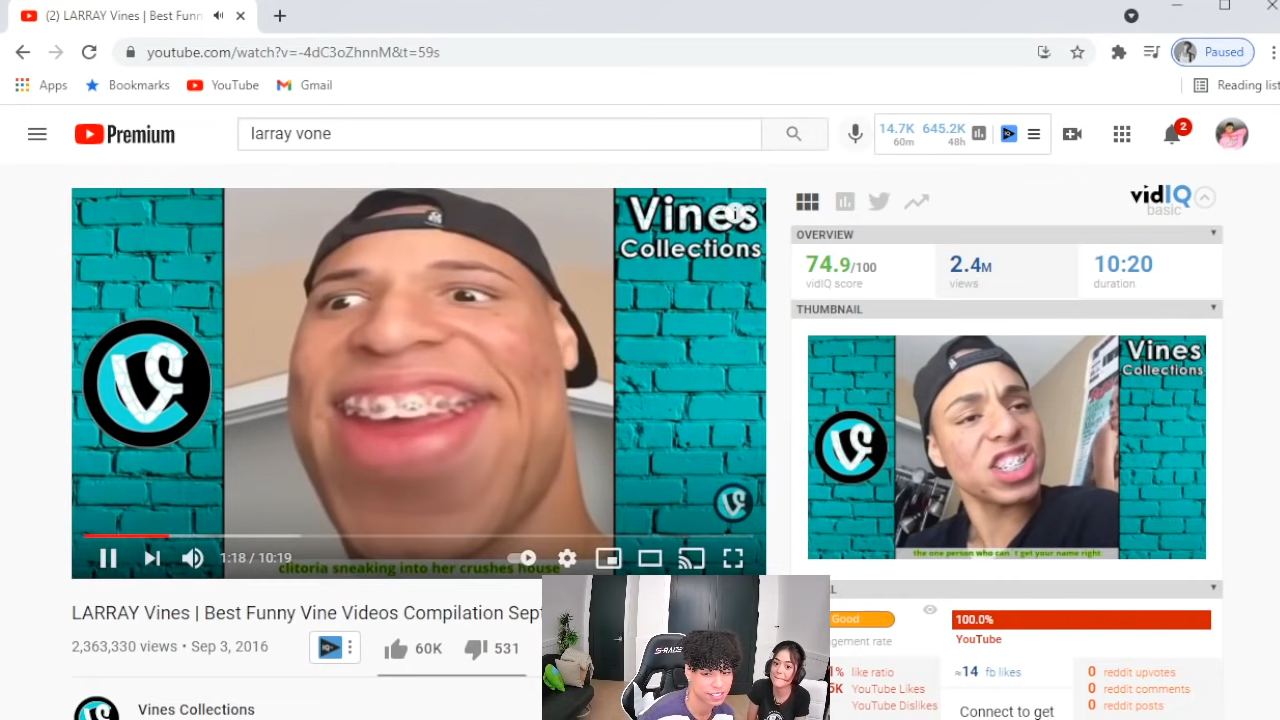 (2) LARRAY Vines | Best Funn
youtube.com/watch?v=-4dC3oZhnnM&t=59s
Paused
Apps
Bookmarks
YouTube
Gmail
Reading list
Premium
larray vone
14.7K 645.2K
60m 48h
2
Vines
Collections
1:18 / 10:19
clitoria sneaking into her crushes house
vidIQ
basic
OVERVIEW
74.9/100
vidIQ score
2.4M
views
10:20
duration
THUMBNAIL
Vines
Collections
the one person who can´t get your name right
LARRAY Vines | Best Funny Vine Videos Compilation Sept
2,363,330 views • Sep 3, 2016
60K
531
Vines Collections
L
Good
gement rate
100.0%
YouTube
1% like ratio
5K YouTube Likes
YouTube Dislikes
≈14 fb likes
0 reddit upvotes
0 reddit comments
0 reddit posts
Connect to get
S-RACER